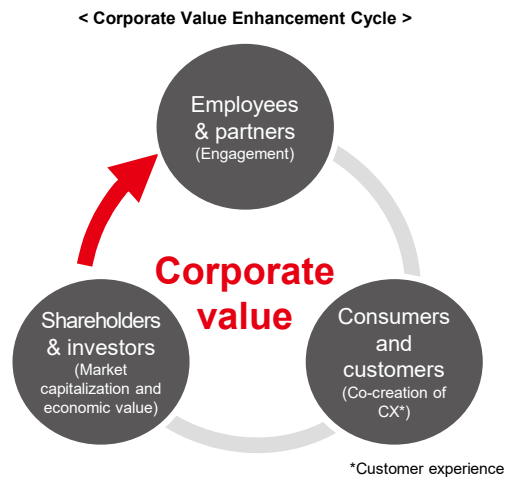 < Corporate Value Enhancement Cycle >
Employees
& partners
(Engagement)
Corporate
value
Shareholders
& investors
(Market
capitalization and
economic value)
Consumers
and
customers
(Co-creation of
CX*)
*Customer experience